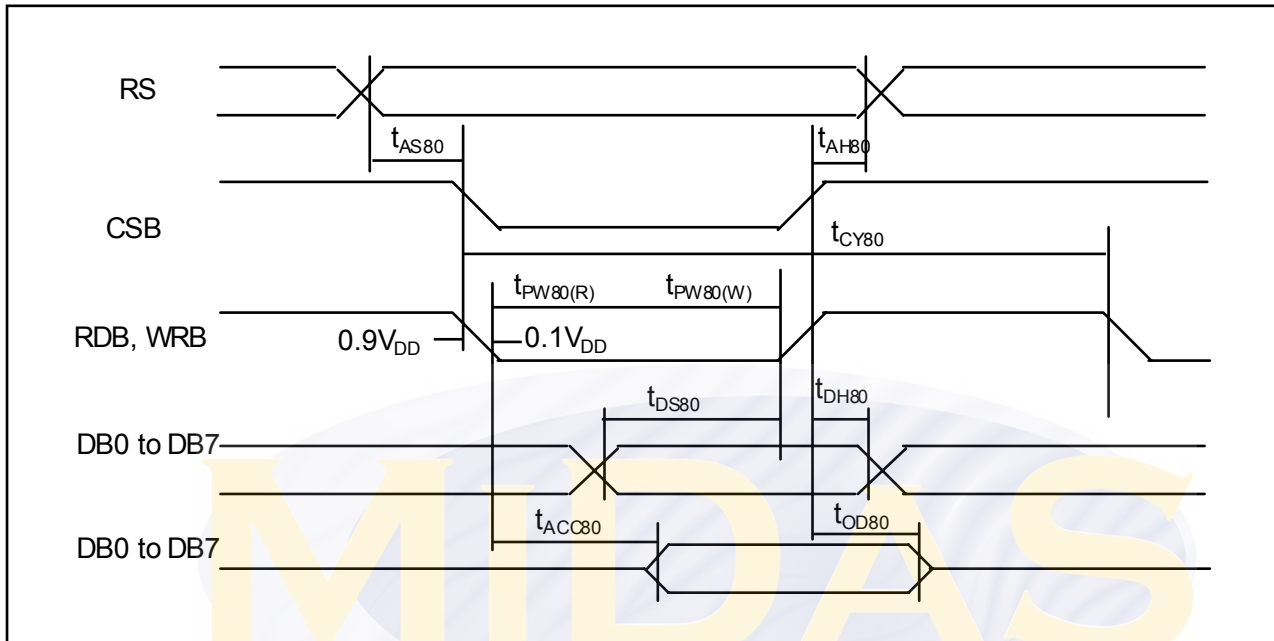 RS
tAS80
tAH80
CSB
tCY80
tPW80(R)
tPW80(W)
RDB, WRB
0.9VDD
0.1VDD
tDS80
tDH80
DB0 to DB7
tACC80
tOD80
DB0 to DB7
MIDAS